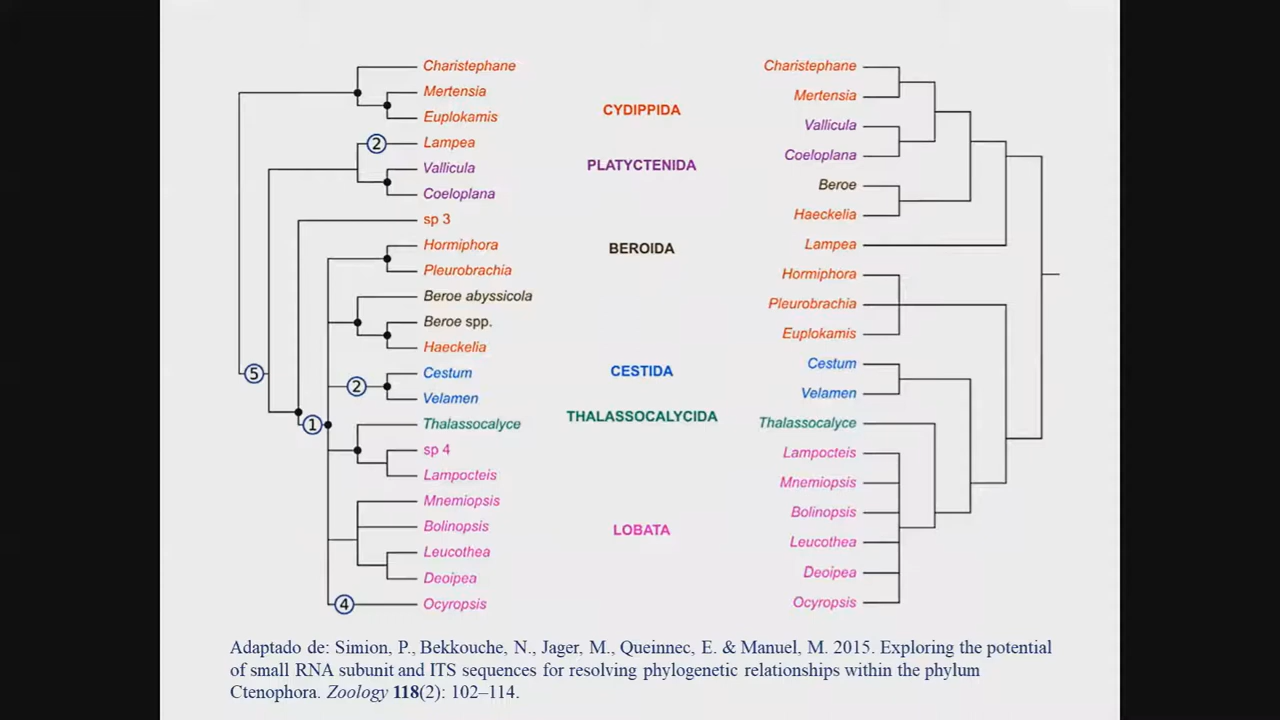 Charistephane
Mertensia
Euplokamis
Lampea
Vallicula
Coeloplana
sp 3
Hormiphora
Pleurobrachia
Beroe abyssicola
Beroe spp.
Haeckelia
Cestum
Velamen
Thalassocalyce
sp 4
Lampocteis
Mnemiopsis
Bolinopsis
Leucothea
Deoipea
Ocyropsis
2
5
1
2
4
CYDIPPIDA
PLATYCTENIDA
BEROIDA
CESTIDA
THALASSOCALYCIDA
LOBATA
Charistephane
Mertensia
Vallicula
Coeloplana
Beroe
Haeckelia
Lampea
Hormiphora
Pleurobrachia
Euplokamis
Cestum
Velamen
Thalassocalyce
Lampocteis
Mnemiopsis
Bolinopsis
Leucothea
Deoipea
Ocyropsis
Adaptado de: Simion, P., Bekkouche, N., Jager, M., Queinnec, E. & Manuel, M. 2015. Exploring the potential
of small RNA subunit and ITS sequences for resolving phylogenetic relationships within the phylum
Ctenophora. Zoology 118(2): 102–114.